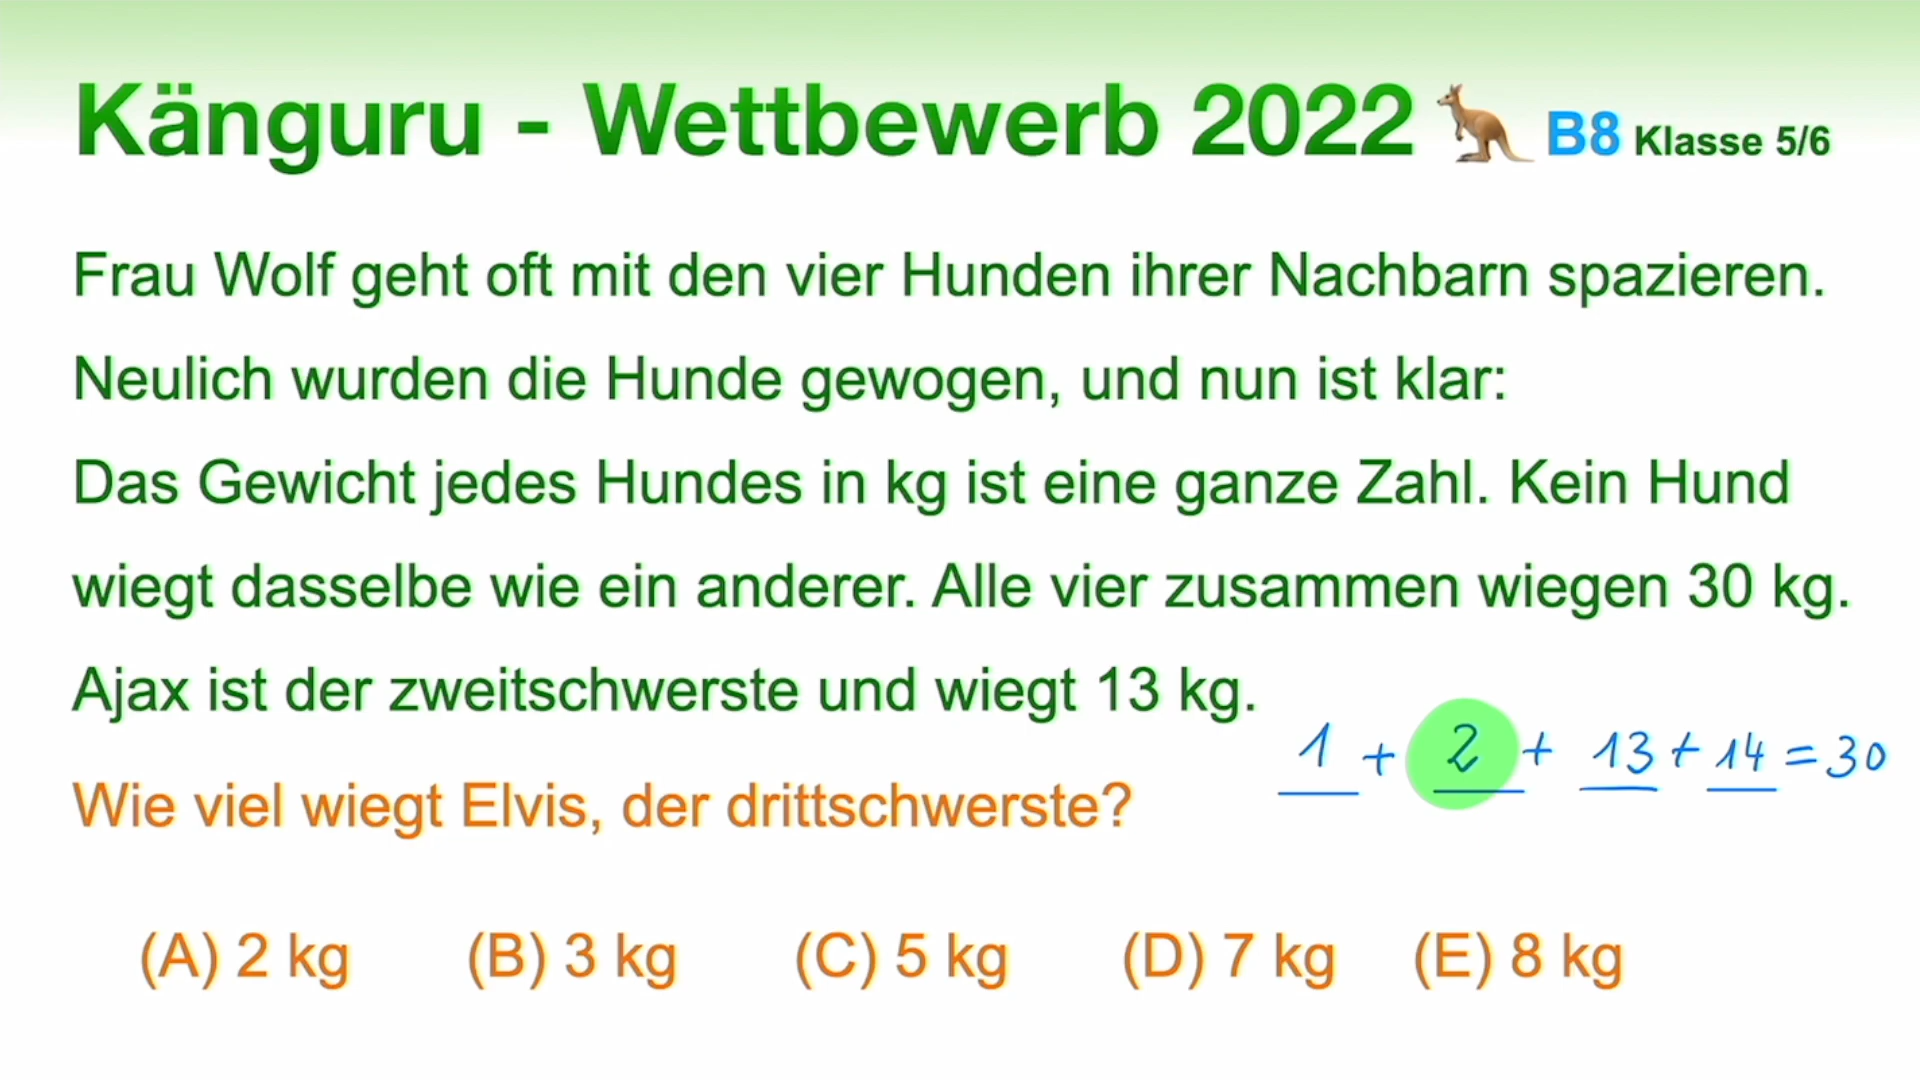 Känguru - Wettbewerb 2022 B8 Klasse 5/6
Frau Wolf geht oft mit den vier Hunden ihrer Nachbarn spazieren.
Neulich wurden die Hunde gewogen, und nun ist klar:
Das Gewicht jedes Hundes in kg ist eine ganze Zahl. Kein Hund
wiegt dasselbe wie ein anderer. Alle vier zusammen wiegen 30 kg.
Ajax ist der zweitschwerste und wiegt 13 kg.
1 + 2 + 13 + 14 = 30
Wie viel wiegt Elvis, der drittschwerste?
(A) 2 kg (B) 3 kg (C) 5 kg (D) 7 kg (E) 8 kg